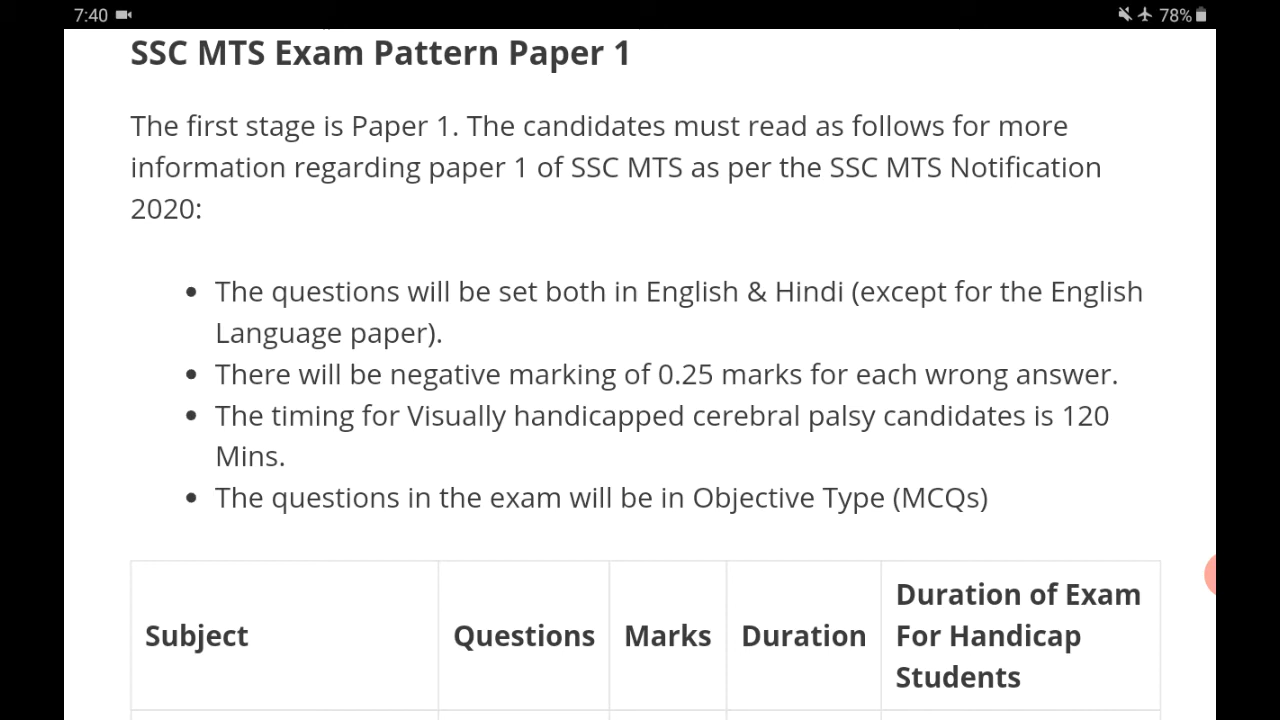 7:40 78%
SSC MTS Exam Pattern Paper 1
The first stage is Paper 1. The candidates must read as follows for more
information regarding paper 1 of SSC MTS as per the SSC MTS Notification
2020:
• The questions will be set both in English & Hindi (except for the English
Language paper).
• There will be negative marking of 0.25 marks for each wrong answer.
• The timing for Visually handicapped cerebral palsy candidates is 120
Mins.
• The questions in the exam will be in Objective Type (MCQs)
Subject Questions Marks Duration Duration of Exam
For Handicap
Students